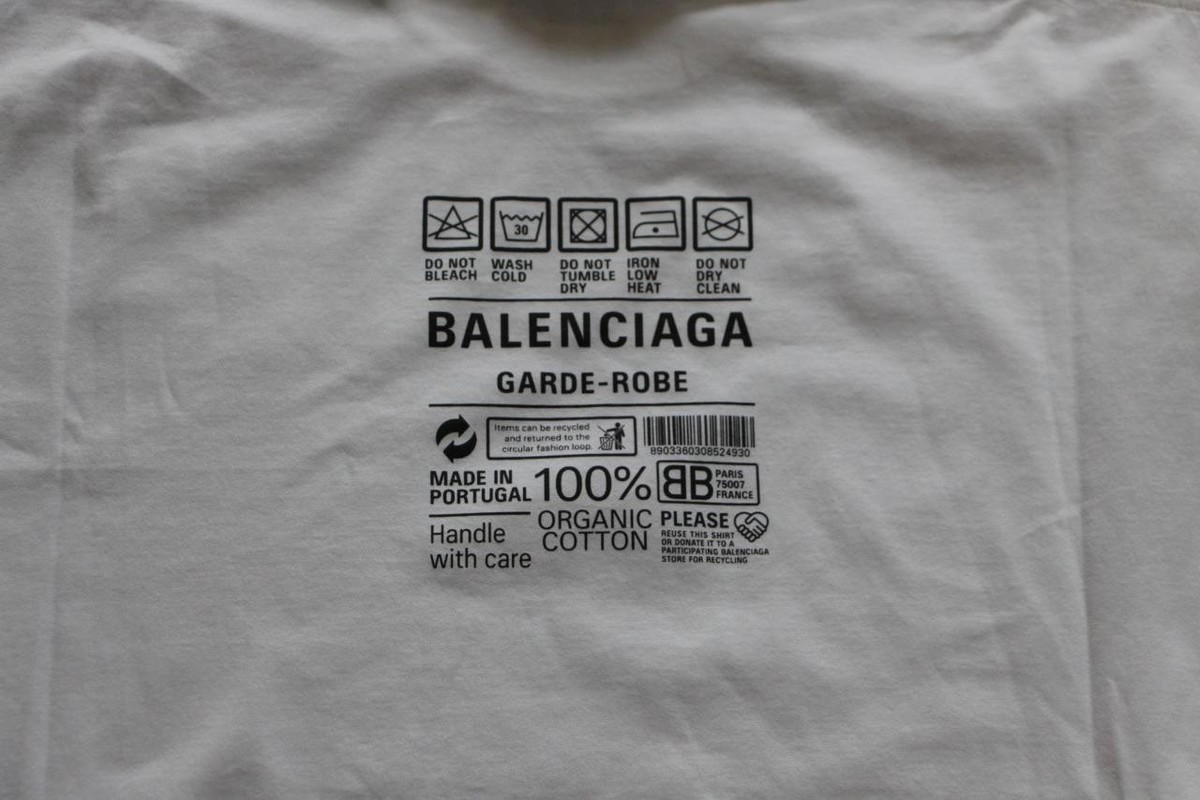 30
DO NOT
BLEACH
WASH
COLD
DO NOT
TUMBLE
DRY
IRON
LOW
HEAT
DO NOT
DRY
CLEAN
BALENCIAGA
GARDE-ROBE
Items can be recycled
and returned to the
circular fashion loop.
8903360308524930
MADE IN
PORTUGAL
100%
ORGANIC
COTTON
BB
PARIS
75007
FRANCE
Handle
with care
PLEASE
REUSE THIS SHIRT
OR DONATE IT TO A
PARTICIPATING BALENCIAGA
STORE FOR RECYCLING